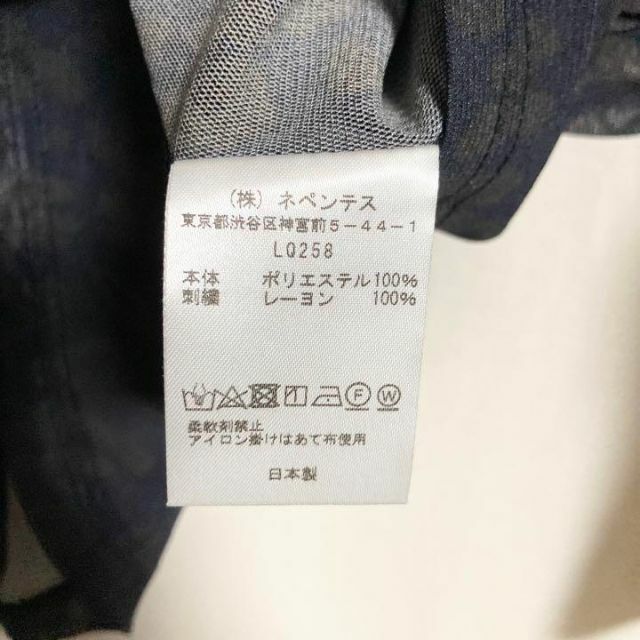 (株) ネペンテス
東京都渋谷区神宮前5-44-1
LQ258
本体 ポリエステル100%
刺繍 レーヨン 100%
F W
柔軟剤禁止
アイロン掛けはあて布使用
日本製